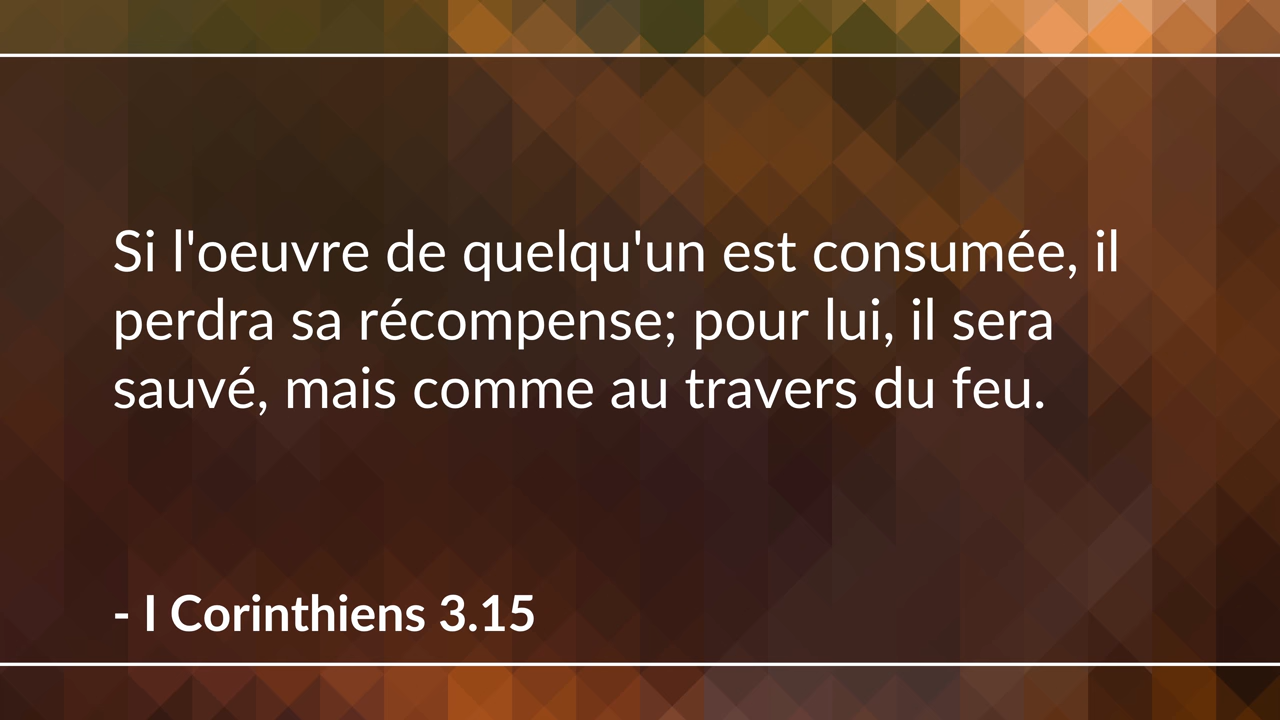 Si l'oeuvre de quelqu'un est consumée, il
perdra sa récompense; pour lui, il sera
sauvé, mais comme au travers du feu.
- I Corinthiens 3.15